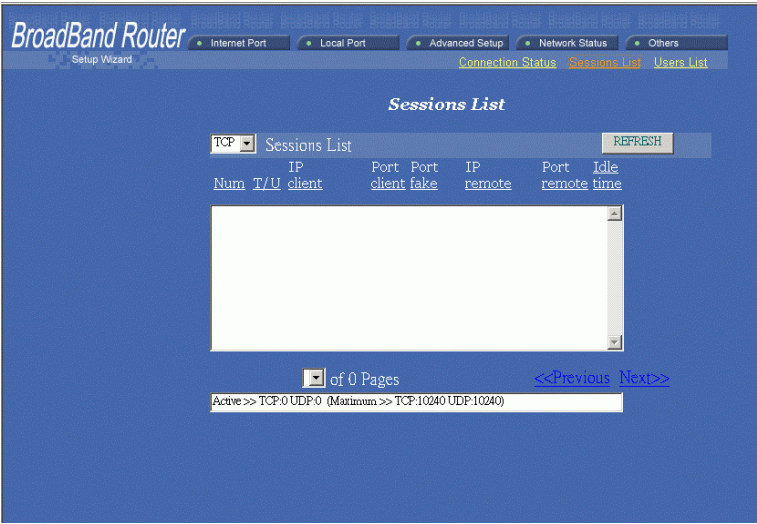 BroadBand Router
Setup Wizard
Internet Port
Local Port
Advanced Setup
Network Status
Others
Connection Status Sessions List Users List
Sessions List
TCP Sessions List REFRESH
IP Port Port IP Port Idle
Num T/U client client fake remote remote time
of 0 Pages <<Previous Next>>
Active >> TCP:0 UDP:0 (Maximum >> TCP:10240 UDP:10240)